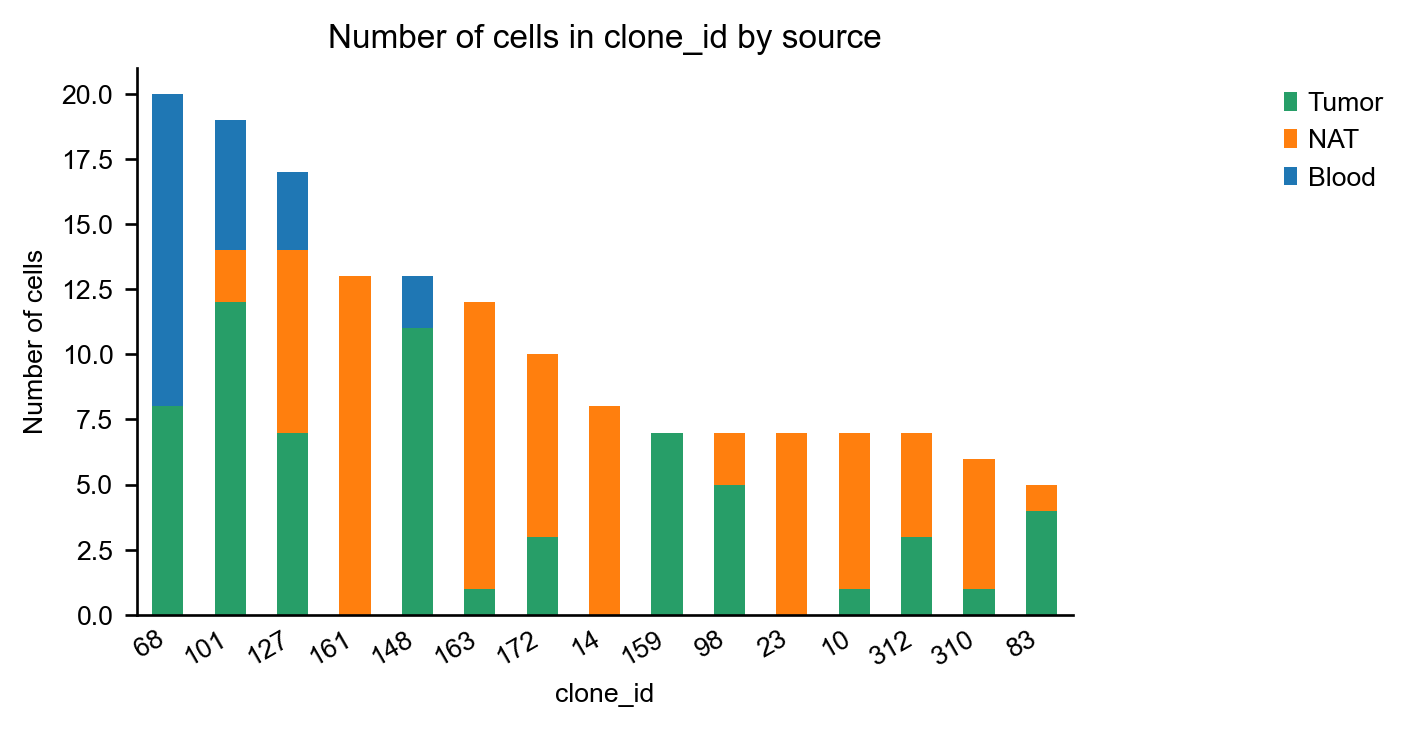 Number of cells in clone_id by source
Number of cells
20.0
17.5
15.0
12.5
10.0
7.5
5.0
2.5
0.0
68 101 127 161 148 163 172 14 159 98 23 10 312 310 83
clone_id
Tumor
NAT
Blood